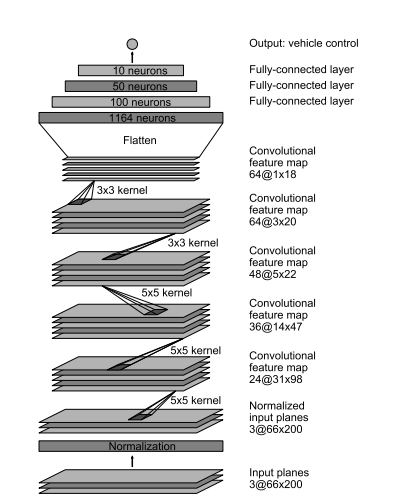 Output: vehicle control
10 neurons
Fully-connected layer
50 neurons
Fully-connected layer
100 neurons
Fully-connected layer
1164 neurons
Flatten
Convolutional
feature map
64@1x18
3x3 kernel
Convolutional
feature map
64@3x20
3x3 kernel
Convolutional
feature map
48@5x22
5x5 kernel
Convolutional
feature map
36@14x47
5x5 kernel
Convolutional
feature map
24@31x98
5x5 kernel
Normalized
input planes
3@66x200
Normalization
Input planes
3@66x200